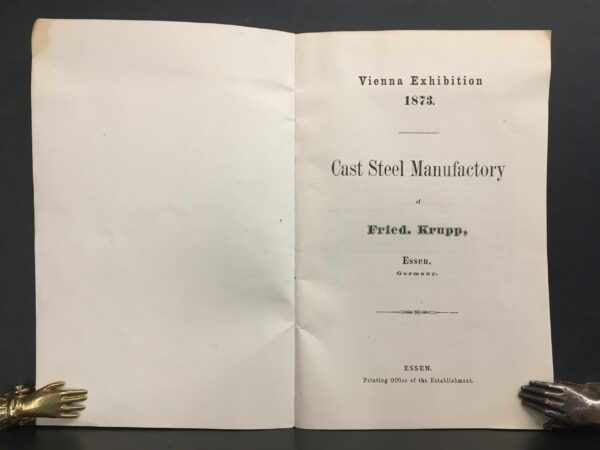 Vienna Exhibition
1873.
Cast Steel Manufactory
of
Fried. Krupp,
Essen,
Germany.
ESSEN.
Printing Office of the Establishment.